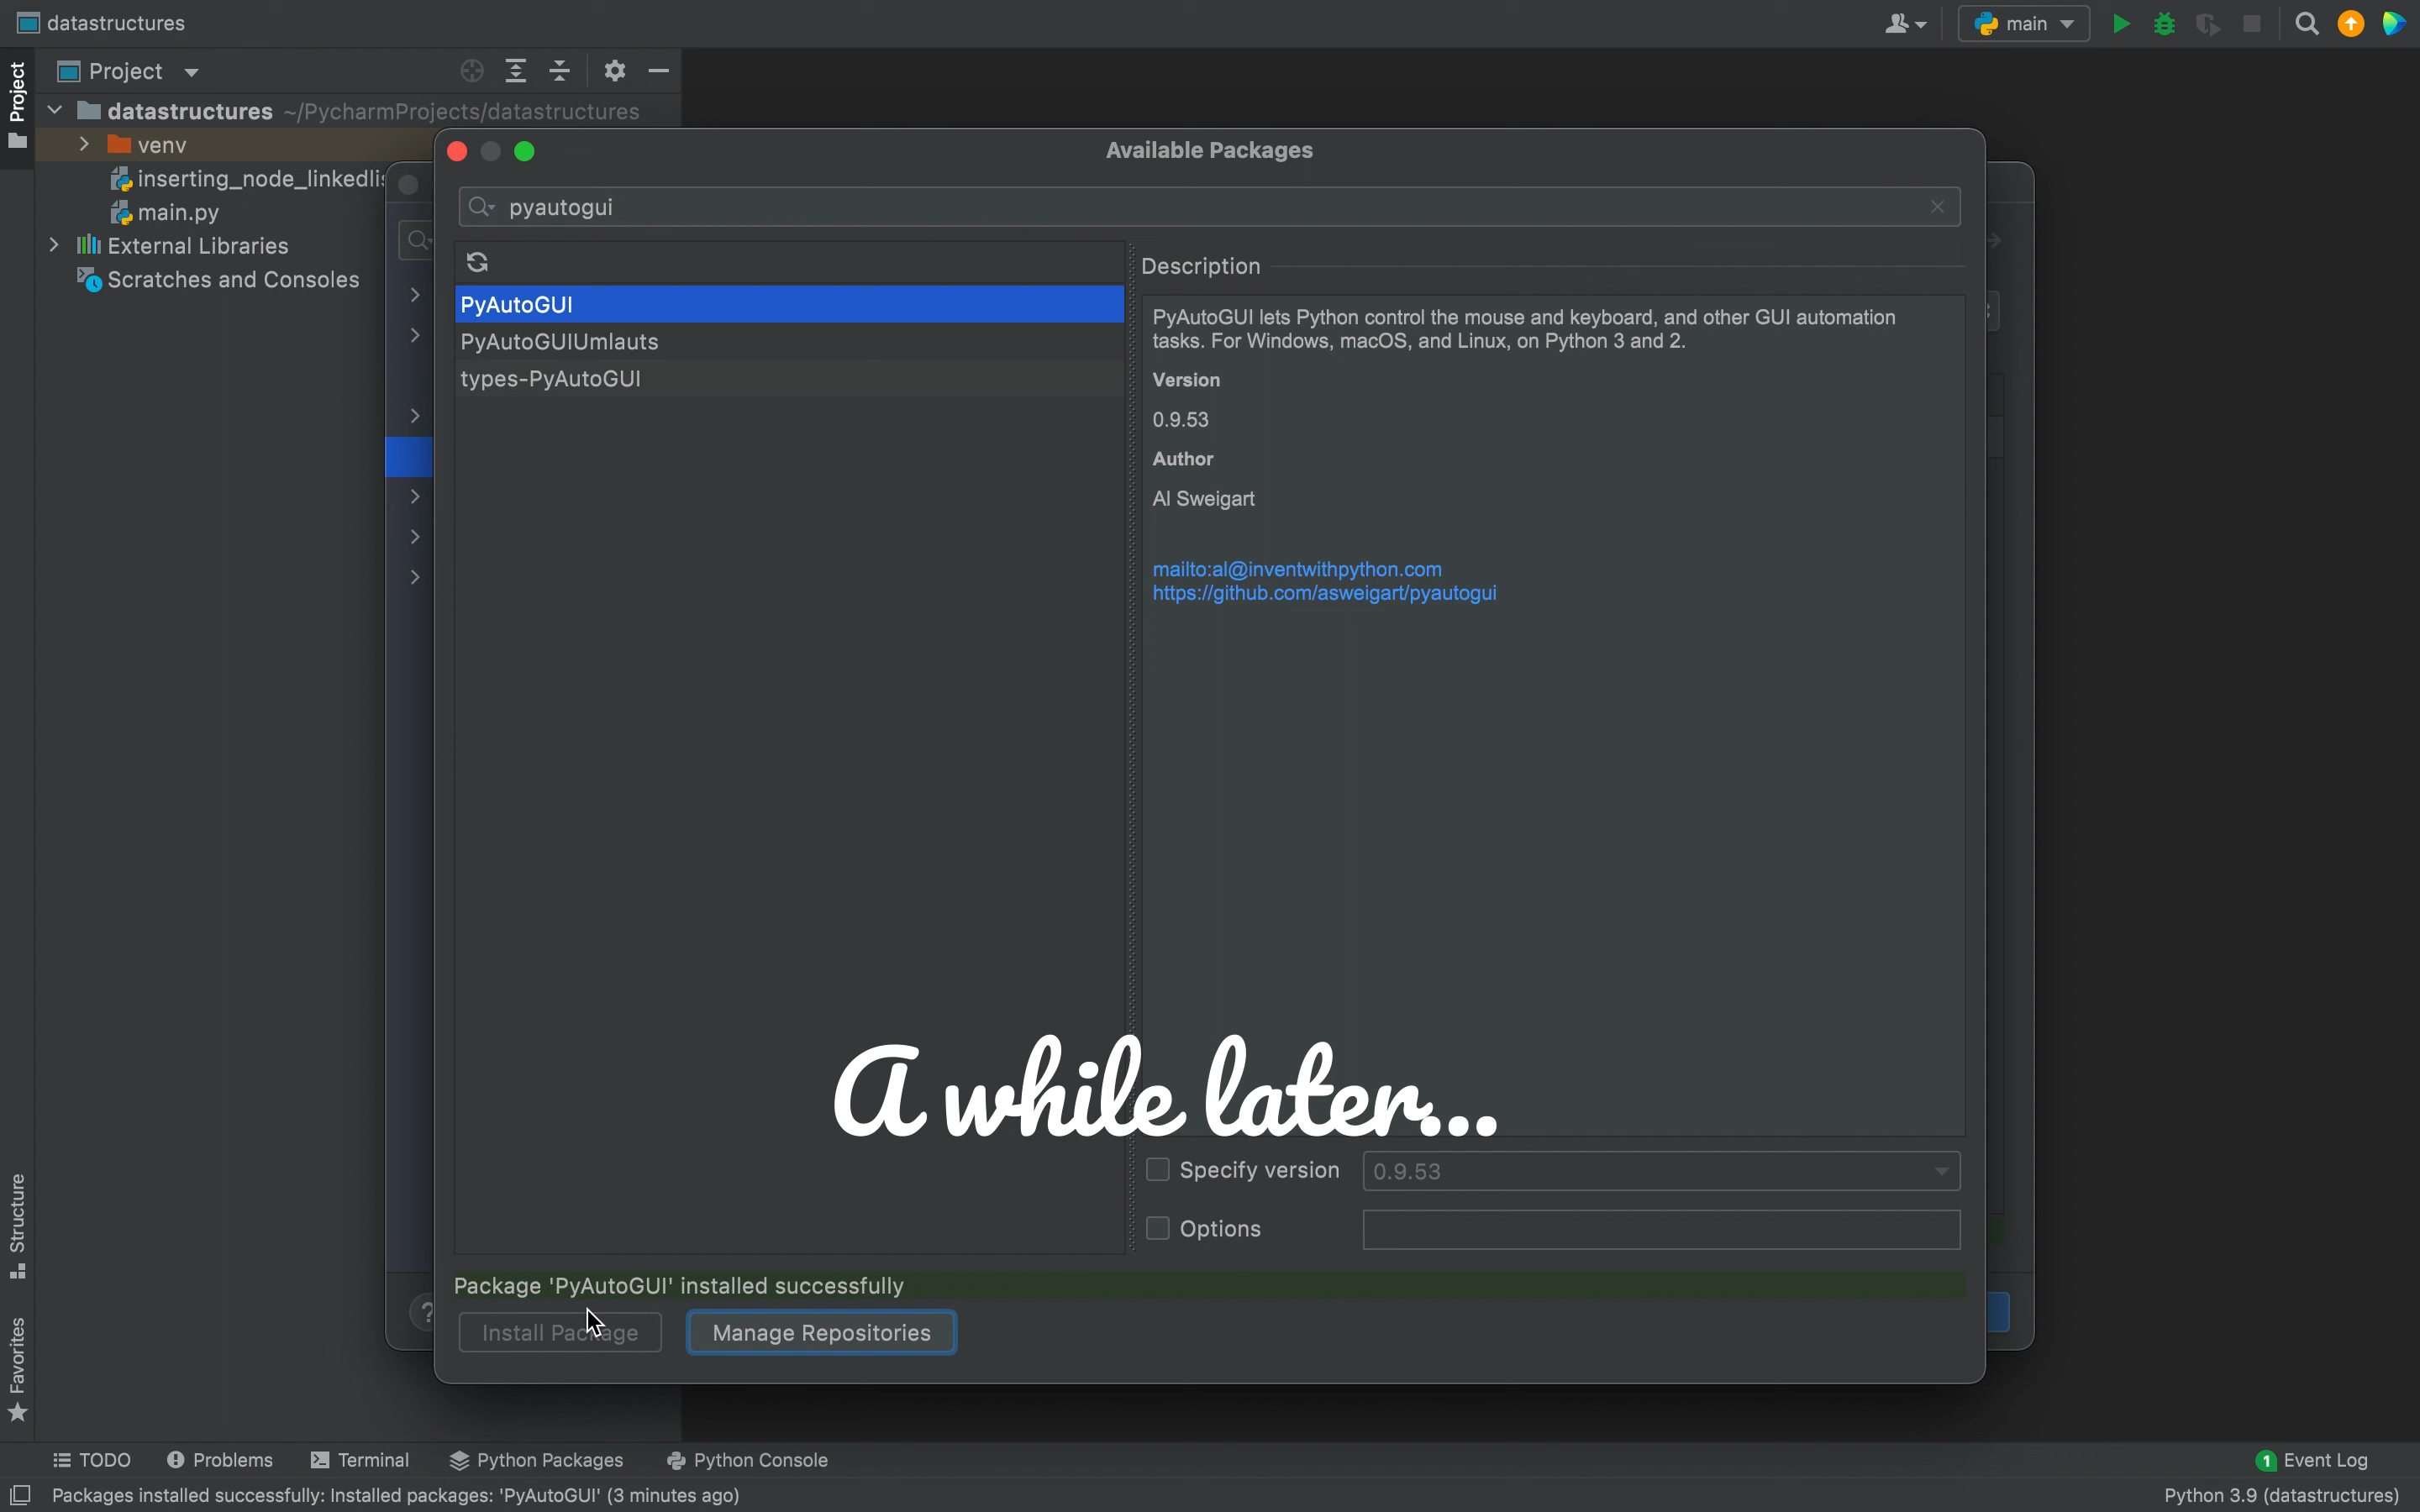 datastructures
main
Project
Project
datastructures ~/PycharmProjects/datastructures
venv
inserting_node_linkedlis
main.py
External Libraries
Scratches and Consoles
Available Packages
pyautogui
PyAutoGUI
PyAutoGUIUmlauts
types-PyAutoGUI
Description
PyAutoGUI lets Python control the mouse and keyboard, and other GUI automation
tasks. For Windows, macOS, and Linux, on Python 3 and 2.
Version
0.9.53
Author
Al Sweigart
mailto:al@inventwithpython.com
https://github.com/asweigart/pyautogui
A while later...
Specify version 0.9.53
Options
Package 'PyAutoGUI' installed successfully
?
Install Package Manage Repositories
Structure
Favorites
TODO Problems Terminal Python Packages Python Console 1 Event Log
Packages installed successfully: Installed packages: 'PyAutoGUI' (3 minutes ago) Python 3.9 (datastructures)